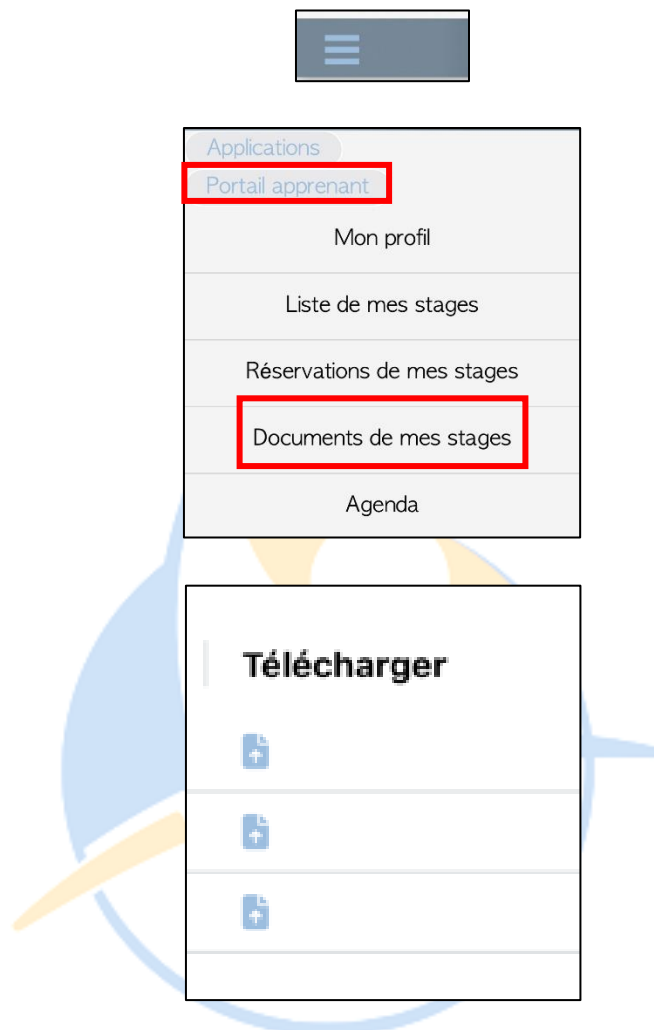 Applications
Portail apprenant
Mon profil
Liste de mes stages
Réservations de mes stages
Documents de mes stages
Agenda
Télécharger